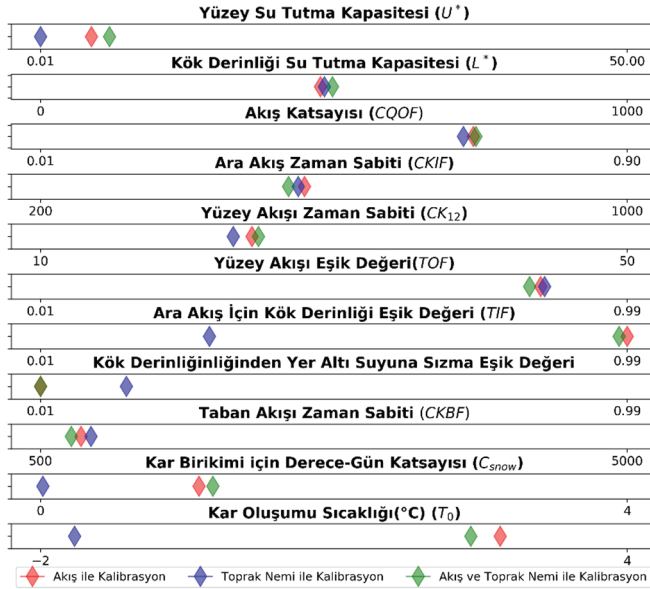 Yüzey Su Tutma Kapasitesi (U*)
0.01 50.00
Kök Derinliği Su Tutma Kapasitesi (L*)
0 1000
Akış Katsayısı (CQOF)
0.01 0.90
Ara Akış Zaman Sabiti (CKIF)
200 1000
Yüzey Akışı Zaman Sabiti (CK12)
10 50
Yüzey Akışı Eşik Değeri(TOF)
0.01 0.99
Ara Akış İçin Kök Derinliği Eşik Değeri (TIF)
0.01 0.99
Kök Derinliğinliğinden Yer Altı Suyuna Sızma Eşik Değeri
0.01 0.99
Taban Akışı Zaman Sabiti (CKBF)
500 5000
Kar Birikimi için Derece-Gün Katsayısı (Csnow)
0 4
Kar Oluşumu Sıcaklığı(°C) (T0)
−2 4
Akış ile Kalibrasyon Toprak Nemi ile Kalibrasyon Akış ve Toprak Nemi ile Kalibrasyon